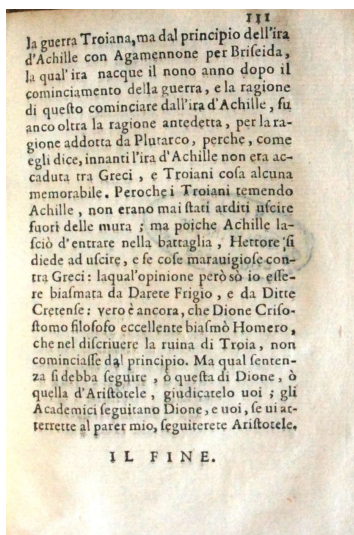 III
la guerra Troiana, ma dal principio dell'ira
d'Achille con Agamennone per Briseida,
la qual'ira nacque il nono anno dopo il
cominciamento della guerra, e la ragione
di queſto cominciare dall'ira d'Achille, fu
anco oltra la ragione antedetta, per la ra-
gione addotta da Plutarco, perche, come
egli dice, innanti l'ira d'Achille non era ac-
caduta tra Greci, e Troiani coſa alcuna
memorabile. Peroche i Troiani temendo
Achille, non erano mai ſtati arditi uſcire
fuori delle mura; ma poiche Achille la-
ſciò d'entrare nella battaglia, Hettore ſi
diede ad uſcire, e fe coſe marauigioſe con-
tra Greci: laqual'opinione però sò io eſſe-
re biaſmata da Darete Frigio, e da Ditte
Cretenſe: vero è ancora, che Dione Criſo-
ſtomo filoſofo eccellente biaſmò Homero,
che nel diſcriuere la ruina di Troia, non
cominciaſſe dal principio. Ma qual ſenten-
za ſi debba ſeguire, ò queſta di Dione, ò
quella d'Ariſtotele, giudicatelo uoi; gli
Academici ſeguitano Dione, e uoi, ſe ui at-
terrette al parer mio, ſeguiterete Ariſtotele.
IL FINE.